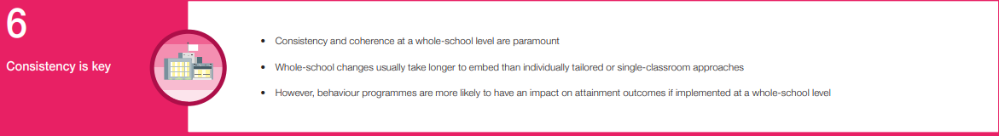 6
Consistency is key
• Consistency and coherence at a whole-school level are paramount
• Whole-school changes usually take longer to embed than individually tailored or single-classroom approaches
• However, behaviour programmes are more likely to have an impact on attainment outcomes if implemented at a whole-school level